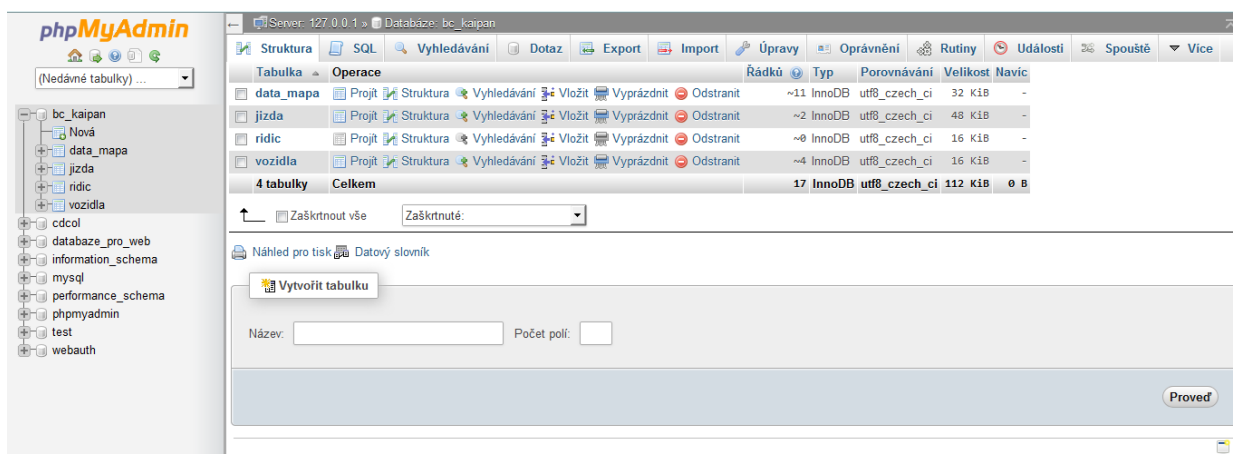 phpMyAdmin
(Nedávné tabulky) ...
bc_kaipan
Nová
data_mapa
jizda
ridic
vozidla
cdcol
databaze_pro_web
information_schema
mysql
performance_schema
phpmyadmin
test
webauth
Server: 127.0.0.1 » Databáze: bc_kaipan
Struktura SQL Vyhledávání Dotaz Export Import Úpravy Oprávnění Rutiny Události Spouště Více
Tabulka Operace Řádků Typ Porovnávání Velikost Navíc
data_mapa Projít Struktura Vyhledávání Vložit Vyprázdnit Odstranit ~11 InnoDB utf8_czech_ci 32 KiB -
jizda Projít Struktura Vyhledávání Vložit Vyprázdnit Odstranit ~2 InnoDB utf8_czech_ci 48 KiB -
ridic Projít Struktura Vyhledávání Vložit Vyprázdnit Odstranit ~0 InnoDB utf8_czech_ci 16 KiB -
vozidla Projít Struktura Vyhledávání Vložit Vyprázdnit Odstranit ~4 InnoDB utf8_czech_ci 16 KiB -
4 tabulky Celkem 17 InnoDB utf8_czech_ci 112 KiB 0 B
Zaškrtnout vše Zaškrtnuté:
Náhled pro tisk Datový slovník
Vytvořit tabulku
Název: Počet polí:
Proveď